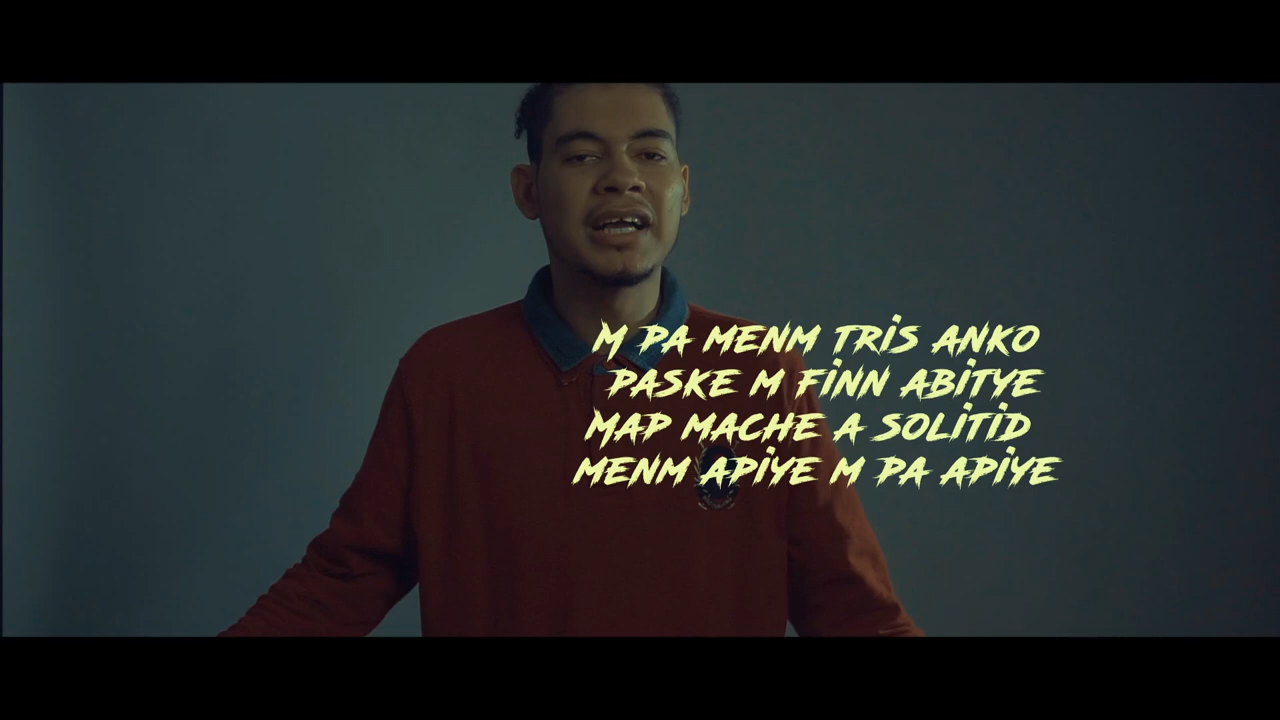 M PA MENM TRIS ANKO
PASKE M FINN ABITYE
MAP MACHE A SOLITID
MENM APIYE M PA APIYE